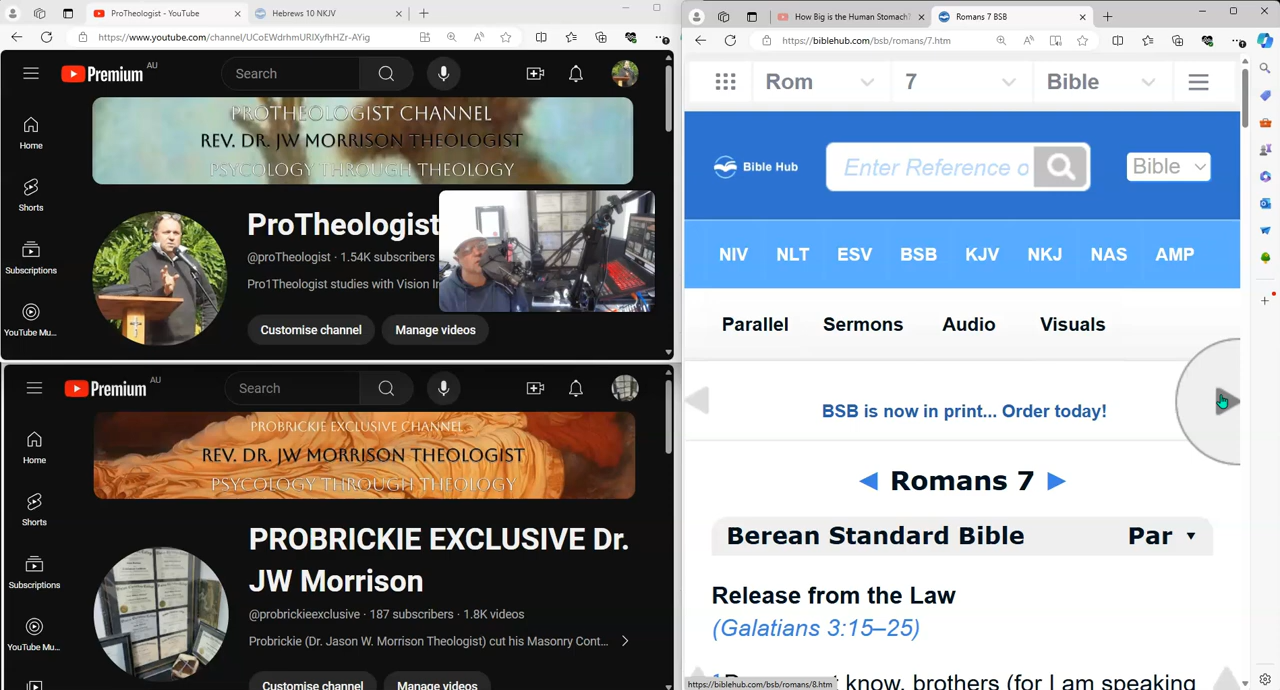 ProTheologist - YouTube
Hebrews 10 NKJV
https://www.youtube.com/channel/UCoEWdrhmURlXyfhHZr-AYig
Premium AU
Search
PROTHEOLOGIST CHANNEL
REV. DR. JW MORRISON THEOLOGIST
PSYCOLOGY THROUGH THEOLOGY
Home
Shorts
Subscriptions
YouTube Mu...
ProTheologist
@proTheologist · 1.54K subscribers
Pro1Theologist studies with Vision In
Customise channel
Manage videos
Premium AU
Search
PROBRICKIE EXCLUSIVE CHANNEL
REV. DR. JW MORRISON THEOLOGIST
PSYCOLOGY THROUGH THEOLOGY
Home
Shorts
Subscriptions
YouTube Mu...
PROBRICKIE EXCLUSIVE Dr.
JW Morrison
@probrickieexclusive · 187 subscribers · 1.8K videos
Probrickie (Dr. Jason W. Morrison Theologist) cut his Masonry Cont...
Customise channel
Manage videos
How Big is the Human Stomach?
Romans 7 BSB
https://biblehub.com/bsb/romans/7.htm
Rom
7
Bible
Bible Hub
Enter Reference o
Bible
NIV NLT ESV BSB KJV NKJ NAS AMP
Parallel Sermons Audio Visuals
BSB is now in print... Order today!
Romans 7
Berean Standard Bible
Par
Release from the Law
(Galatians 3:15–25)
know, brothers (for I am speaking
https://biblehub.com/bsb/romans/8.htm